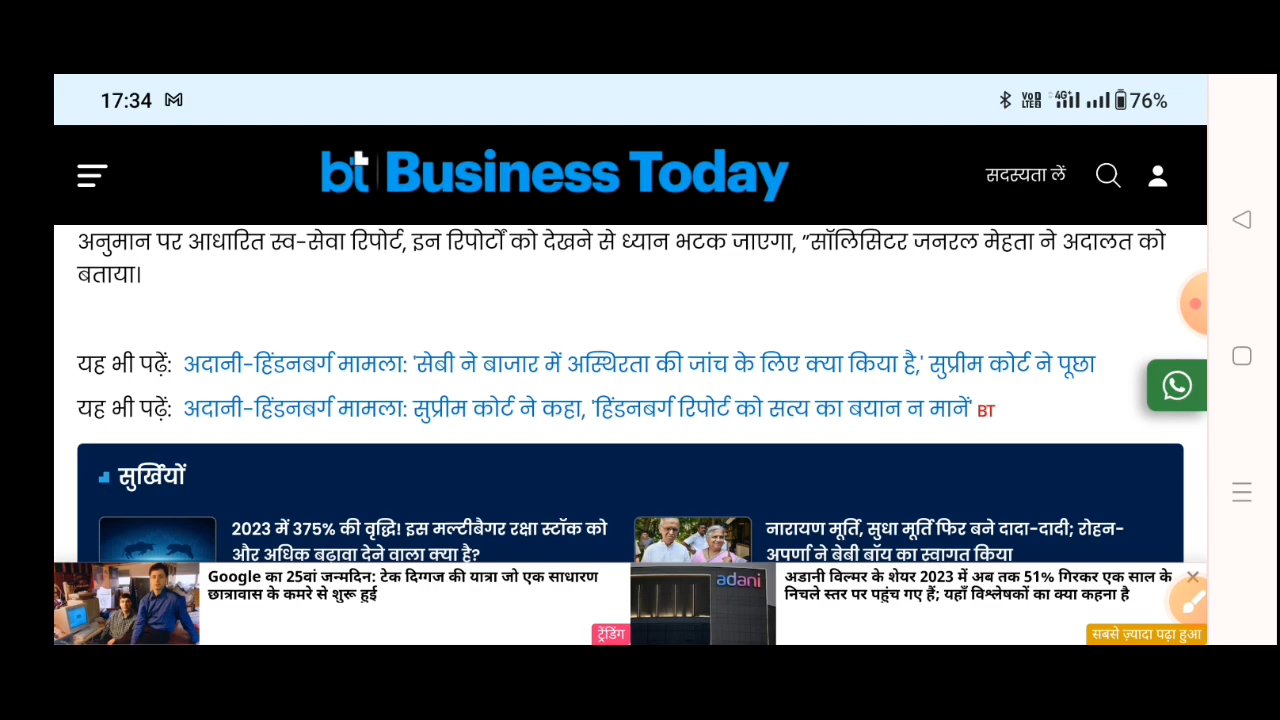 17:34
VoD LTE 4G+ 76%
bt Business Today
सदस्यता लें
अनुमान पर आधारित स्व-सेवा रिपोर्ट, इन रिपोर्टों को देखने से ध्यान भटक जाएगा, ”सॉलिसिटर जनरल मेहता ने अदालत को
बताया।
यह भी पढ़ें: अदानी-हिंडनबर्ग मामला: 'सेबी ने बाजार में अस्थिरता की जांच के लिए क्या किया है,' सुप्रीम कोर्ट ने पूछा
यह भी पढ़ें: अदानी-हिंडनबर्ग मामला: सुप्रीम कोर्ट ने कहा, 'हिंडनबर्ग रिपोर्ट को सत्य का बयान न मानें' BT
सुर्खियों
2023 में 375% की वृद्धि! इस मल्टीबैगर रक्षा स्टॉक को
और अधिक बढ़ावा देने वाला क्या है?
नारायण मूर्ति, सुधा मूर्ति फिर बने दादा-दादी; रोहन-
अपर्णा ने बेबी बॉय का स्वागत किया
Google का 25वां जन्मदिन: टेक दिग्गज की यात्रा जो एक साधारण
छात्रावास के कमरे से शुरू हुई
ट्रेंडिंग
adani
अडानी विल्मर के शेयर 2023 में अब तक 51% गिरकर एक साल के
निचले स्तर पर पहुंच गए हैं; यहाँ विश्लेषकों का क्या कहना है
सबसे ज़्यादा पढ़ा हुआ